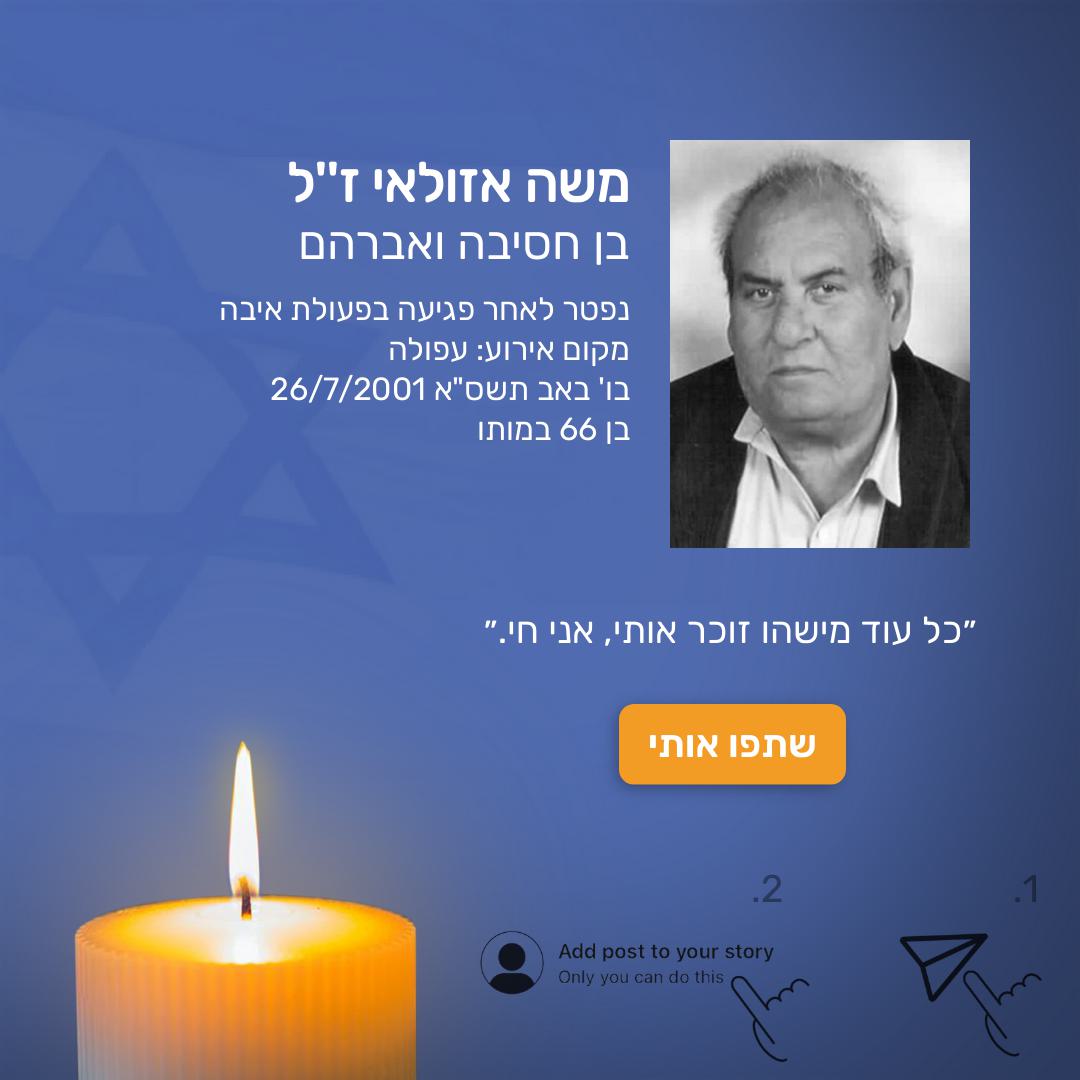 משה אזולאי ז"ל
בן חסיבה ואברהם
נפטר לאחר פגיעה בפעולת איבה
מקום אירוע: עפולה
בו' באב תשס"א 26/7/2001
בן 66 במותו
״כל עוד מישהו זוכר אותי, אני חי.״
שתפו אותי
1.
2.
Add post to your story
Only you can do this